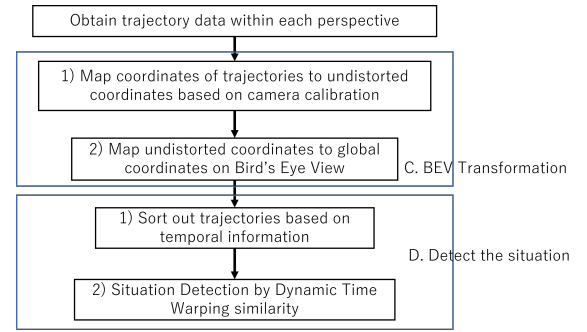 Obtain trajectory data within each perspective
1) Map coordinates of trajectories to undistorted
coordinates based on camera calibration
2) Map undistorted coordinates to global
coordinates on Bird's Eye View
C. BEV Transformation
1) Sort out trajectories based on
temporal information
D. Detect the situation
2) Situation Detection by Dynamic Time
Warping similarity